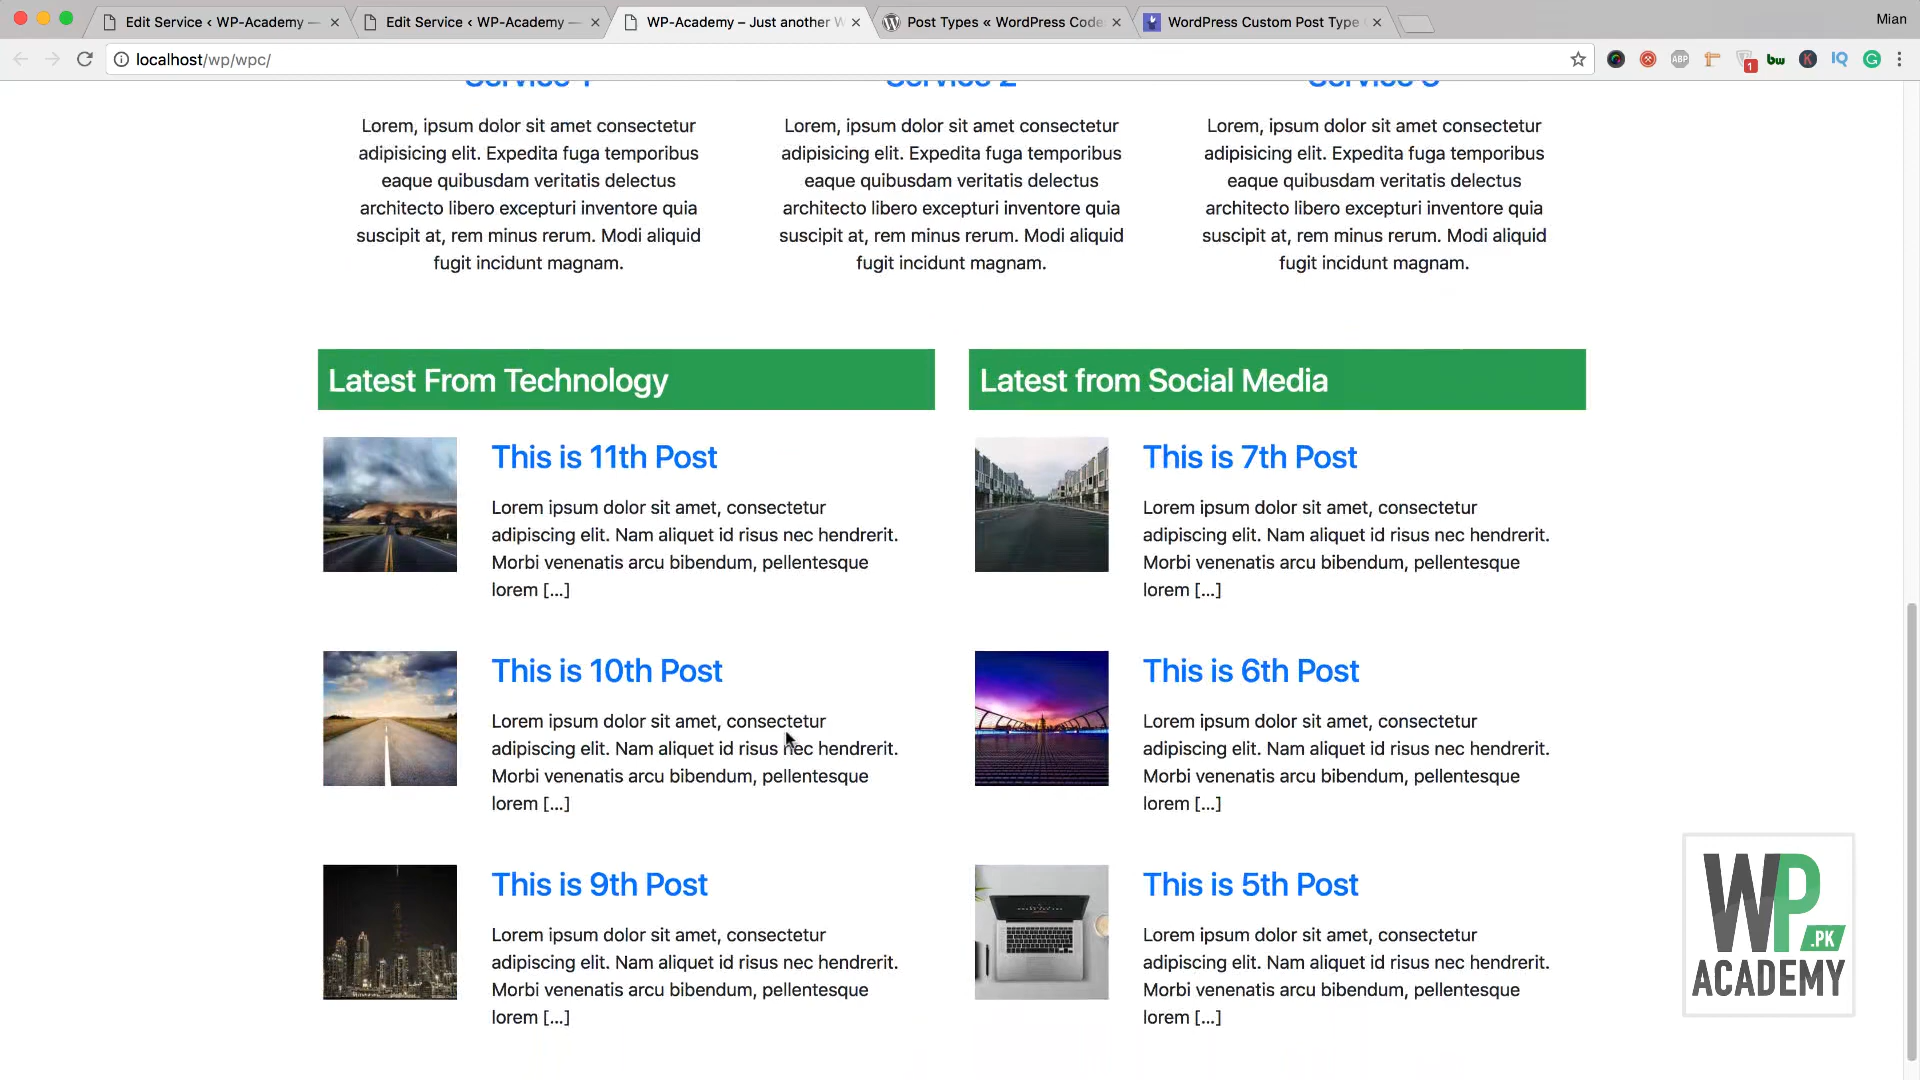 Edit Service ‹ WP-Academy —
Edit Service ‹ WP-Academy —
WP-Academy – Just another W
Post Types « WordPress Code
WordPress Custom Post Type
Mian
localhost/wp/wpc/
ABP
1
bw
K
IQ
G
Service 1
Service 2
Service 3
Lorem, ipsum dolor sit amet consectetur
adipisicing elit. Expedita fuga temporibus
eaque quibusdam veritatis delectus
architecto libero excepturi inventore quia
suscipit at, rem minus rerum. Modi aliquid
fugit incidunt magnam.
Lorem, ipsum dolor sit amet consectetur
adipisicing elit. Expedita fuga temporibus
eaque quibusdam veritatis delectus
architecto libero excepturi inventore quia
suscipit at, rem minus rerum. Modi aliquid
fugit incidunt magnam.
Lorem, ipsum dolor sit amet consectetur
adipisicing elit. Expedita fuga temporibus
eaque quibusdam veritatis delectus
architecto libero excepturi inventore quia
suscipit at, rem minus rerum. Modi aliquid
fugit incidunt magnam.
Latest From Technology
This is 11th Post
Lorem ipsum dolor sit amet, consectetur
adipiscing elit. Nam aliquet id risus nec hendrerit.
Morbi venenatis arcu bibendum, pellentesque
lorem [...]
This is 10th Post
Lorem ipsum dolor sit amet, consectetur
adipiscing elit. Nam aliquet id risus nec hendrerit.
Morbi venenatis arcu bibendum, pellentesque
lorem [...]
This is 9th Post
Lorem ipsum dolor sit amet, consectetur
adipiscing elit. Nam aliquet id risus nec hendrerit.
Morbi venenatis arcu bibendum, pellentesque
lorem [...]
Latest from Social Media
This is 7th Post
Lorem ipsum dolor sit amet, consectetur
adipiscing elit. Nam aliquet id risus nec hendrerit.
Morbi venenatis arcu bibendum, pellentesque
lorem [...]
This is 6th Post
Lorem ipsum dolor sit amet, consectetur
adipiscing elit. Nam aliquet id risus nec hendrerit.
Morbi venenatis arcu bibendum, pellentesque
lorem [...]
This is 5th Post
Lorem ipsum dolor sit amet, consectetur
adipiscing elit. Nam aliquet id risus nec hendrerit.
Morbi venenatis arcu bibendum, pellentesque
lorem [...]
WP
.PK
ACADEMY